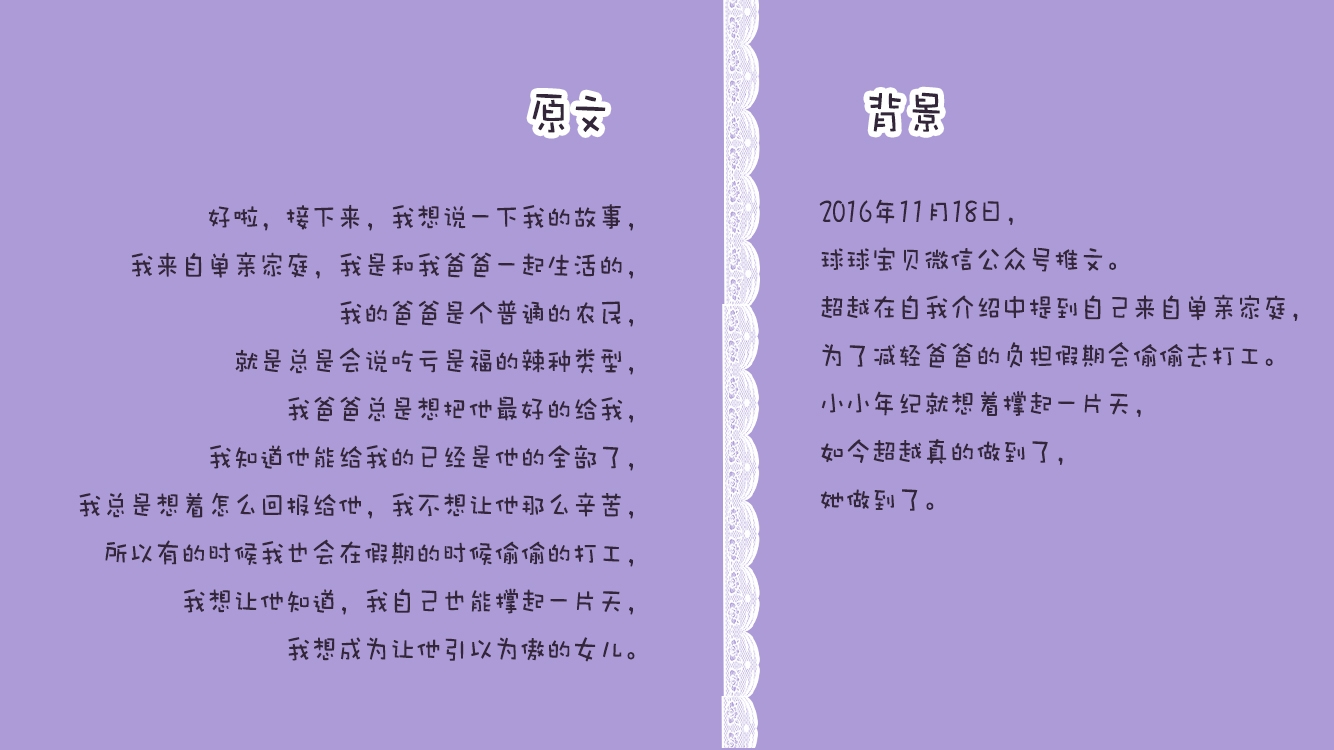 原文
好啦，接下来，我想说一下我的故事，
我来自单亲家庭，我是和我爸爸一起生活的，
我的爸爸是个普通的农民，
就是总是会说吃亏是福的辣种类型，
我爸爸总是想把他最好的给我，
我知道他能给我的已经是他的全部了，
我总是想着怎么回报给他，我不想让他那么辛苦，
所以有的时候我也会在假期的时候偷偷的打工，
我想让他知道，我自己也能撑起一片天，
我想成为让他引以为傲的女儿。
背景
2016年11月18日，
球球宝贝微信公众号推文。
超越在自我介绍中提到自己来自单亲家庭，
为了减轻爸爸的负担假期会偷偷去打工。
小小年纪就想着撑起一片天，
如今超越真的做到了，
她做到了。